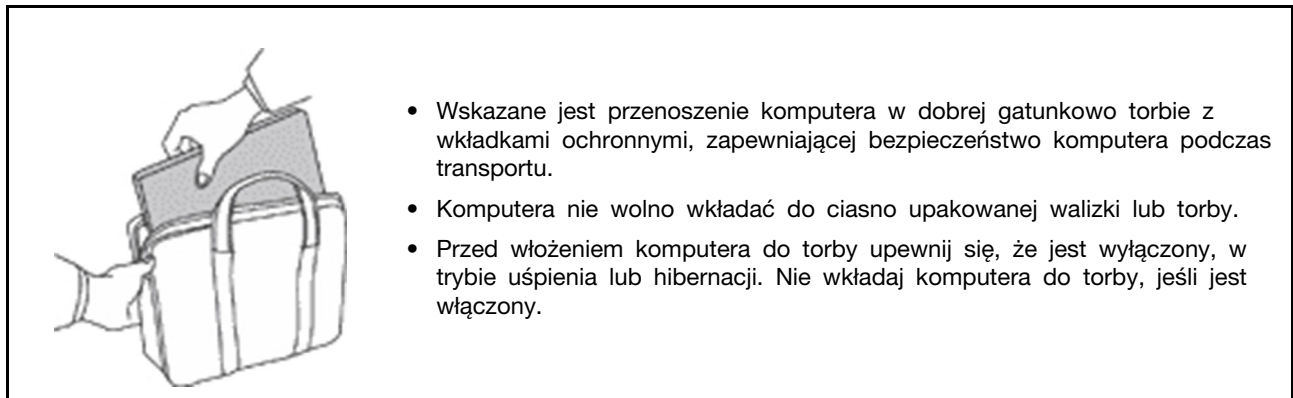 • Wskazane jest przenoszenie komputera w dobrej gatunkowo torbie z
wkładkami ochronnymi, zapewniającej bezpieczeństwo komputera podczas
transportu.
• Komputera nie wolno wkładać do ciasno upakowanej walizki lub torby.
• Przed włożeniem komputera do torby upewnij się, że jest wyłączony, w
trybie uśpienia lub hibernacji. Nie wkładaj komputera do torby, jeśli jest
włączony.